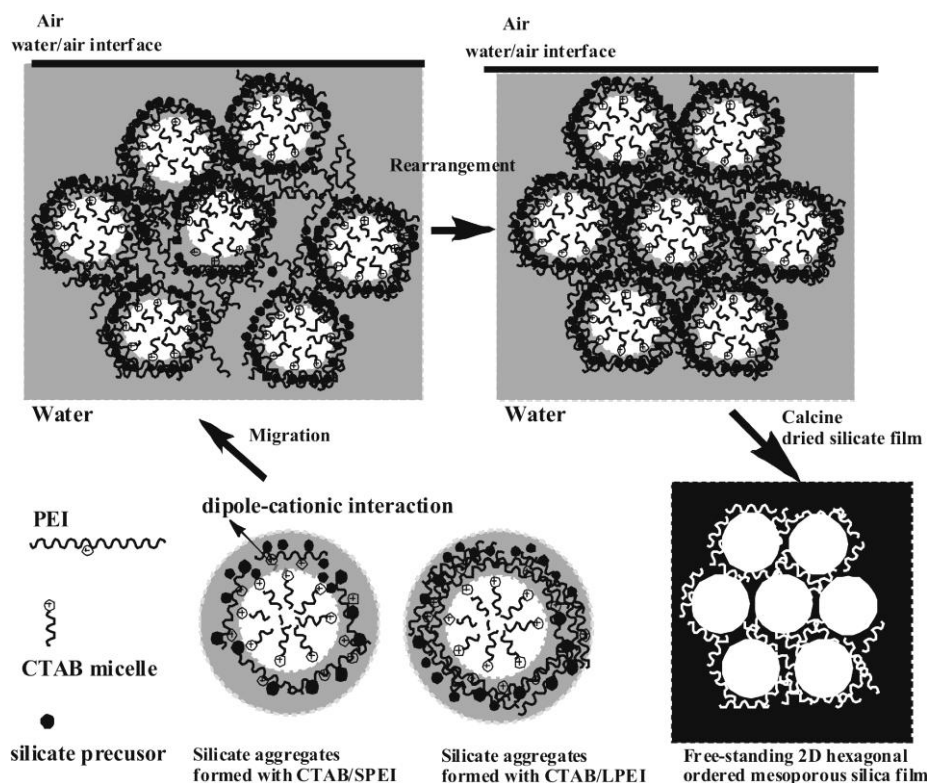 Air
water/air interface
Air
water/air interface
Rearrangement
Water
Water
Migration
Calcine
dried silicate film
dipole-cationic interaction
PEI
CTAB micelle
silicate precusor
Silicate aggregates
formed with CTAB/SPEI
Silicate aggregates
formed with CTAB/LPEI
Free-standing 2D hexagonal
ordered mesoporous silica film